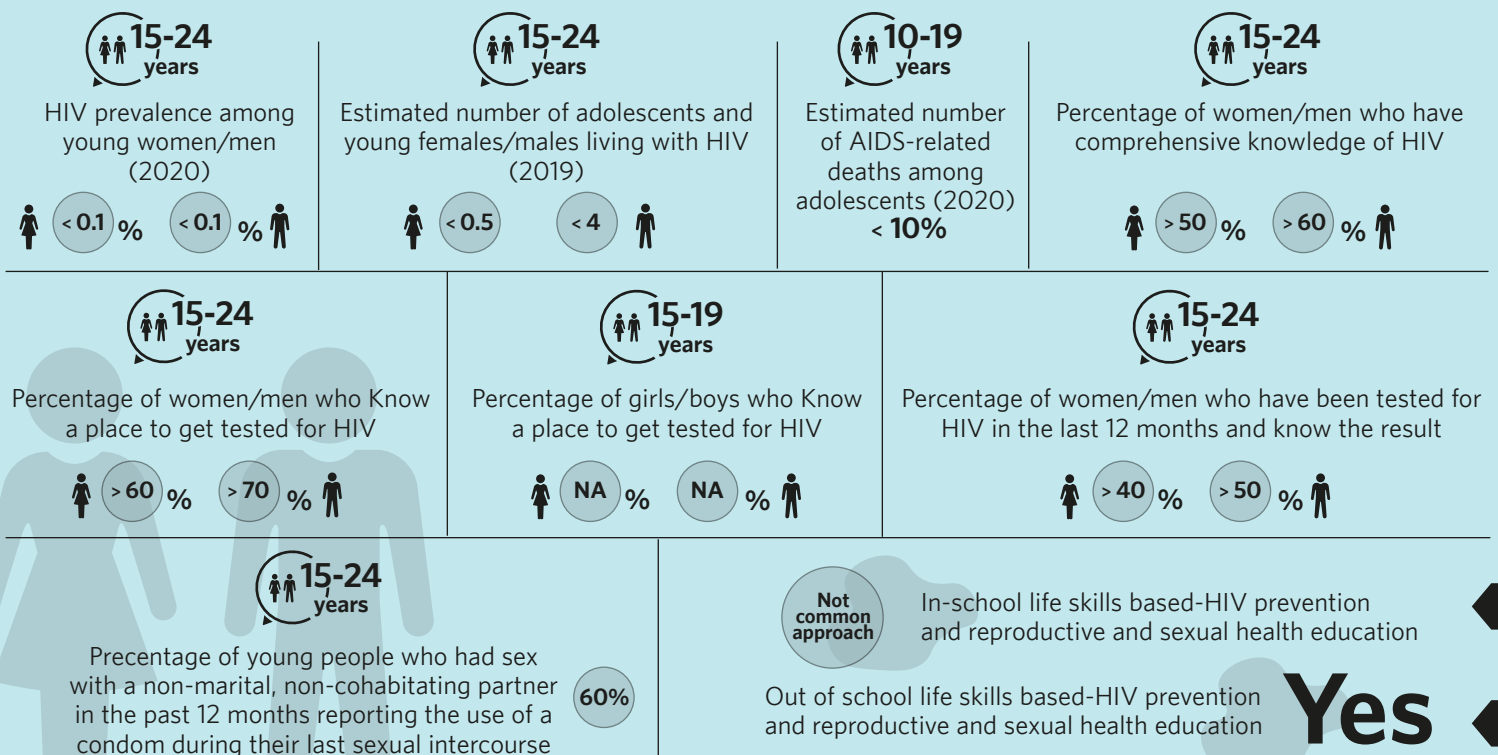 15-24
years
HIV prevalence among
young women/men
(2020)
< 0.1 % < 0.1 %
15-24
years
Estimated number of adolescents and
young females/males living with HIV
(2019)
< 0.5 < 4
10-19
years
Estimated number
of AIDS-related
deaths among
adolescents (2020)
< 10%
15-24
years
Percentage of women/men who have
comprehensive knowledge of HIV
> 50 % > 60 %
15-24
years
Percentage of women/men who Know
a place to get tested for HIV
> 60 % > 70 %
15-19
years
Percentage of girls/boys who Know
a place to get tested for HIV
NA % NA %
15-24
years
Percentage of women/men who have been tested for
HIV in the last 12 months and know the result
> 40 % > 50 %
15-24
years
Precentage of young people who had sex
with a non-marital, non-cohabitating partner
in the past 12 months reporting the use of a
condom during their last sexual intercourse
60%
Not
common
approach
In-school life skills based-HIV prevention
and reproductive and sexual health education
Out of school life skills based-HIV prevention
and reproductive and sexual health education
Yes